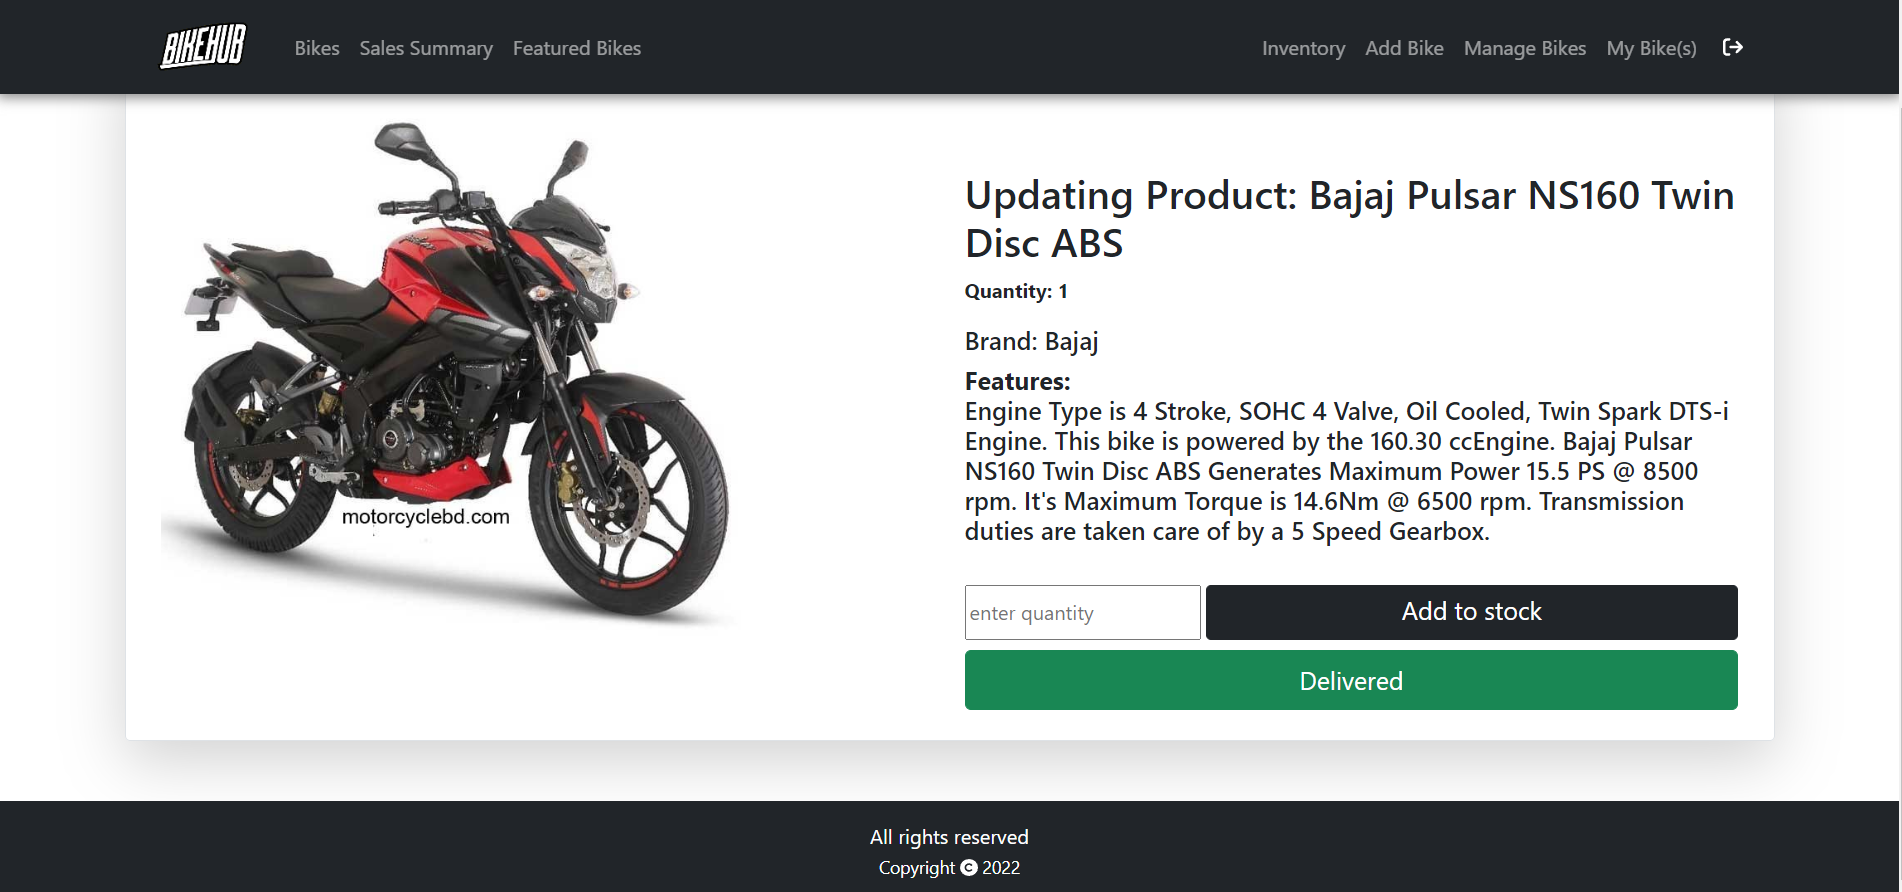 BIKEHUB
Bikes Sales Summary Featured Bikes
Inventory Add Bike Manage Bikes My Bike(s)
motorcyclebd.com
Updating Product: Bajaj Pulsar NS160 Twin
Disc ABS
Quantity: 1
Brand: Bajaj
Features:
Engine Type is 4 Stroke, SOHC 4 Valve, Oil Cooled, Twin Spark DTS-i
Engine. This bike is powered by the 160.30 ccEngine. Bajaj Pulsar
NS160 Twin Disc ABS Generates Maximum Power 15.5 PS @ 8500
rpm. It's Maximum Torque is 14.6Nm @ 6500 rpm. Transmission
duties are taken care of by a 5 Speed Gearbox.
enter quantity
Add to stock
Delivered
All rights reserved
Copyright © 2022